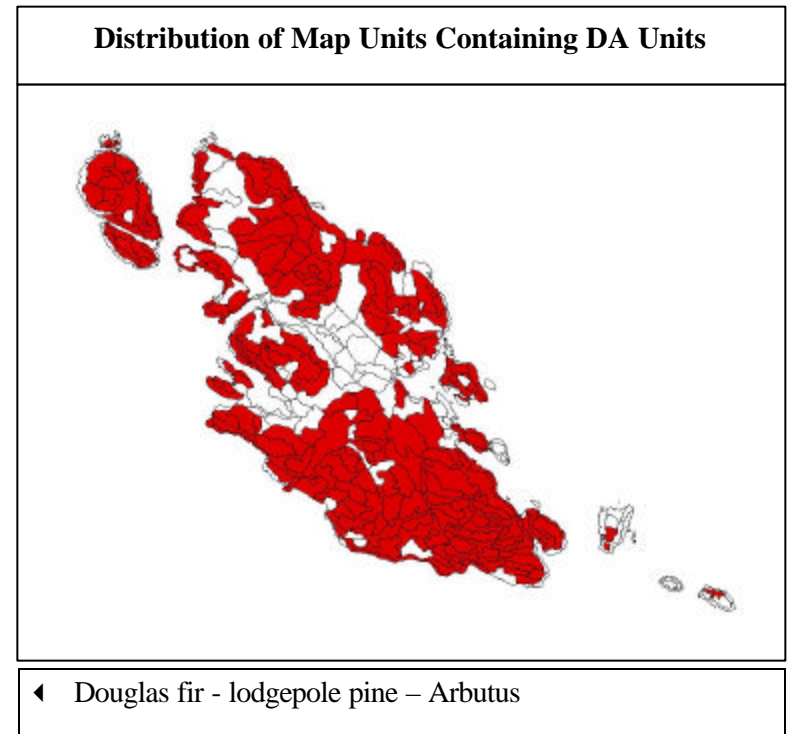 Distribution of Map Units Containing DA Units
Douglas fir - lodgepole pine – Arbutus